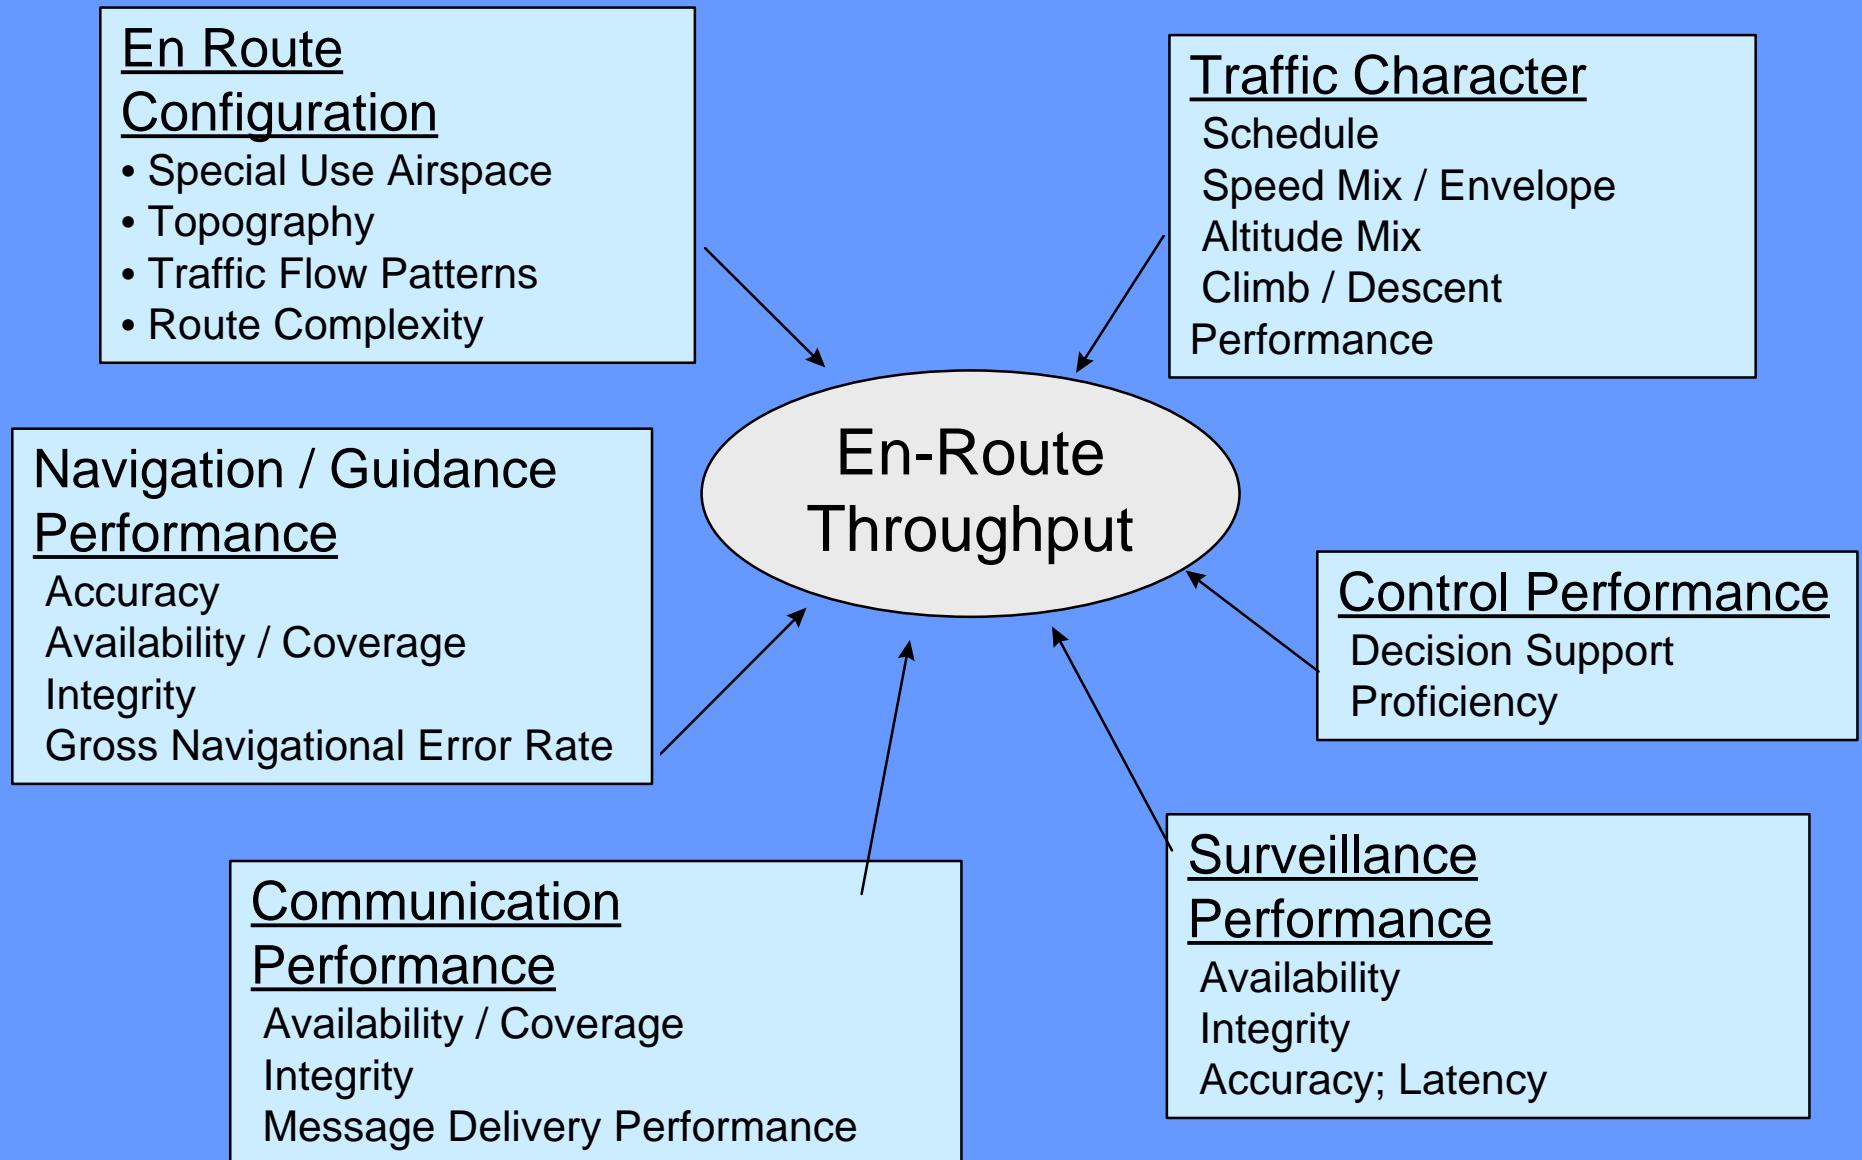 En Route
Configuration
• Special Use Airspace
• Topography
• Traffic Flow Patterns
• Route Complexity
Traffic Character
Schedule
Speed Mix / Envelope
Altitude Mix
Climb / Descent
Performance
En-Route
Throughput
Navigation / Guidance
Performance
Accuracy
Availability / Coverage
Integrity
Gross Navigational Error Rate
Control Performance
Decision Support
Proficiency
Communication
Performance
Availability / Coverage
Integrity
Message Delivery Performance
Surveillance
Performance
Availability
Integrity
Accuracy; Latency